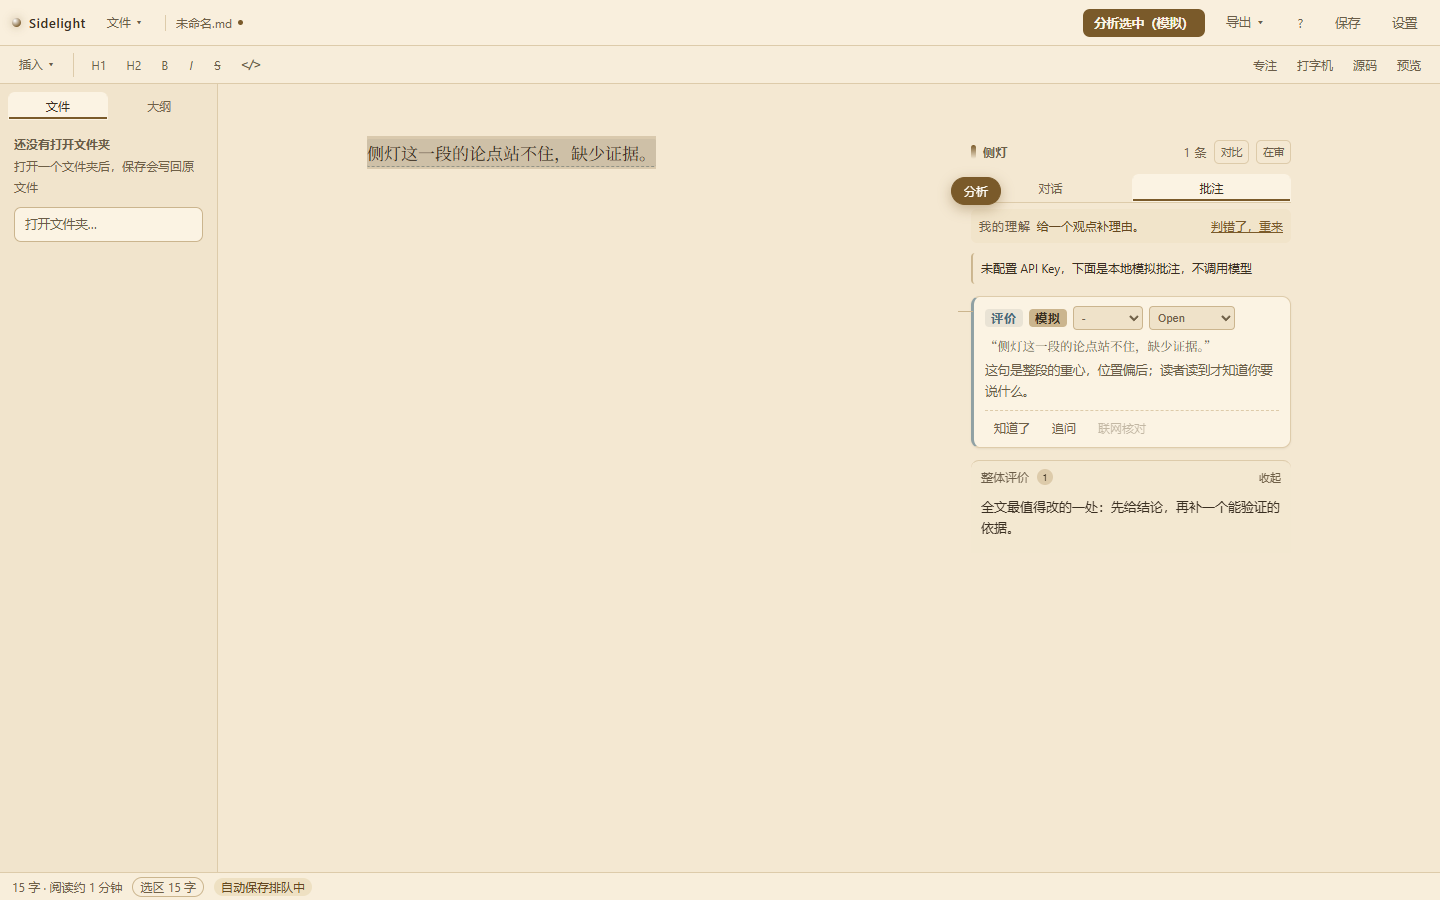 Sidelight 文件 ▾ 未命名.md ● 分析选中（模拟） 导出 ▾ ? 保存 设置
插入 ▾ H1 H2 B I S </> 专注 打字机 源码 预览
文件 大纲
还没有打开文件夹
打开一个文件夹后，保存会写回原
文件
打开文件夹...
侧灯这一段的论点站不住，缺少证据。
侧灯 1 条 对比 在审
分析 对话 批注
我的理解 给一个观点补理由。 判错了，重来
未配置 API Key，下面是本地模拟批注，不调用模型
评价 模拟 - Open
“侧灯这一段的论点站不住，缺少证据。”
这句是整段的重心，位置偏后；读者读到才知道你要
说什么。
知道了 追问 联网核对
整体评价 1 收起
全文最值得改的一处：先给结论，再补一个能验证的
依据。
15 字 · 阅读约 1 分钟 选区 15 字 自动保存排队中